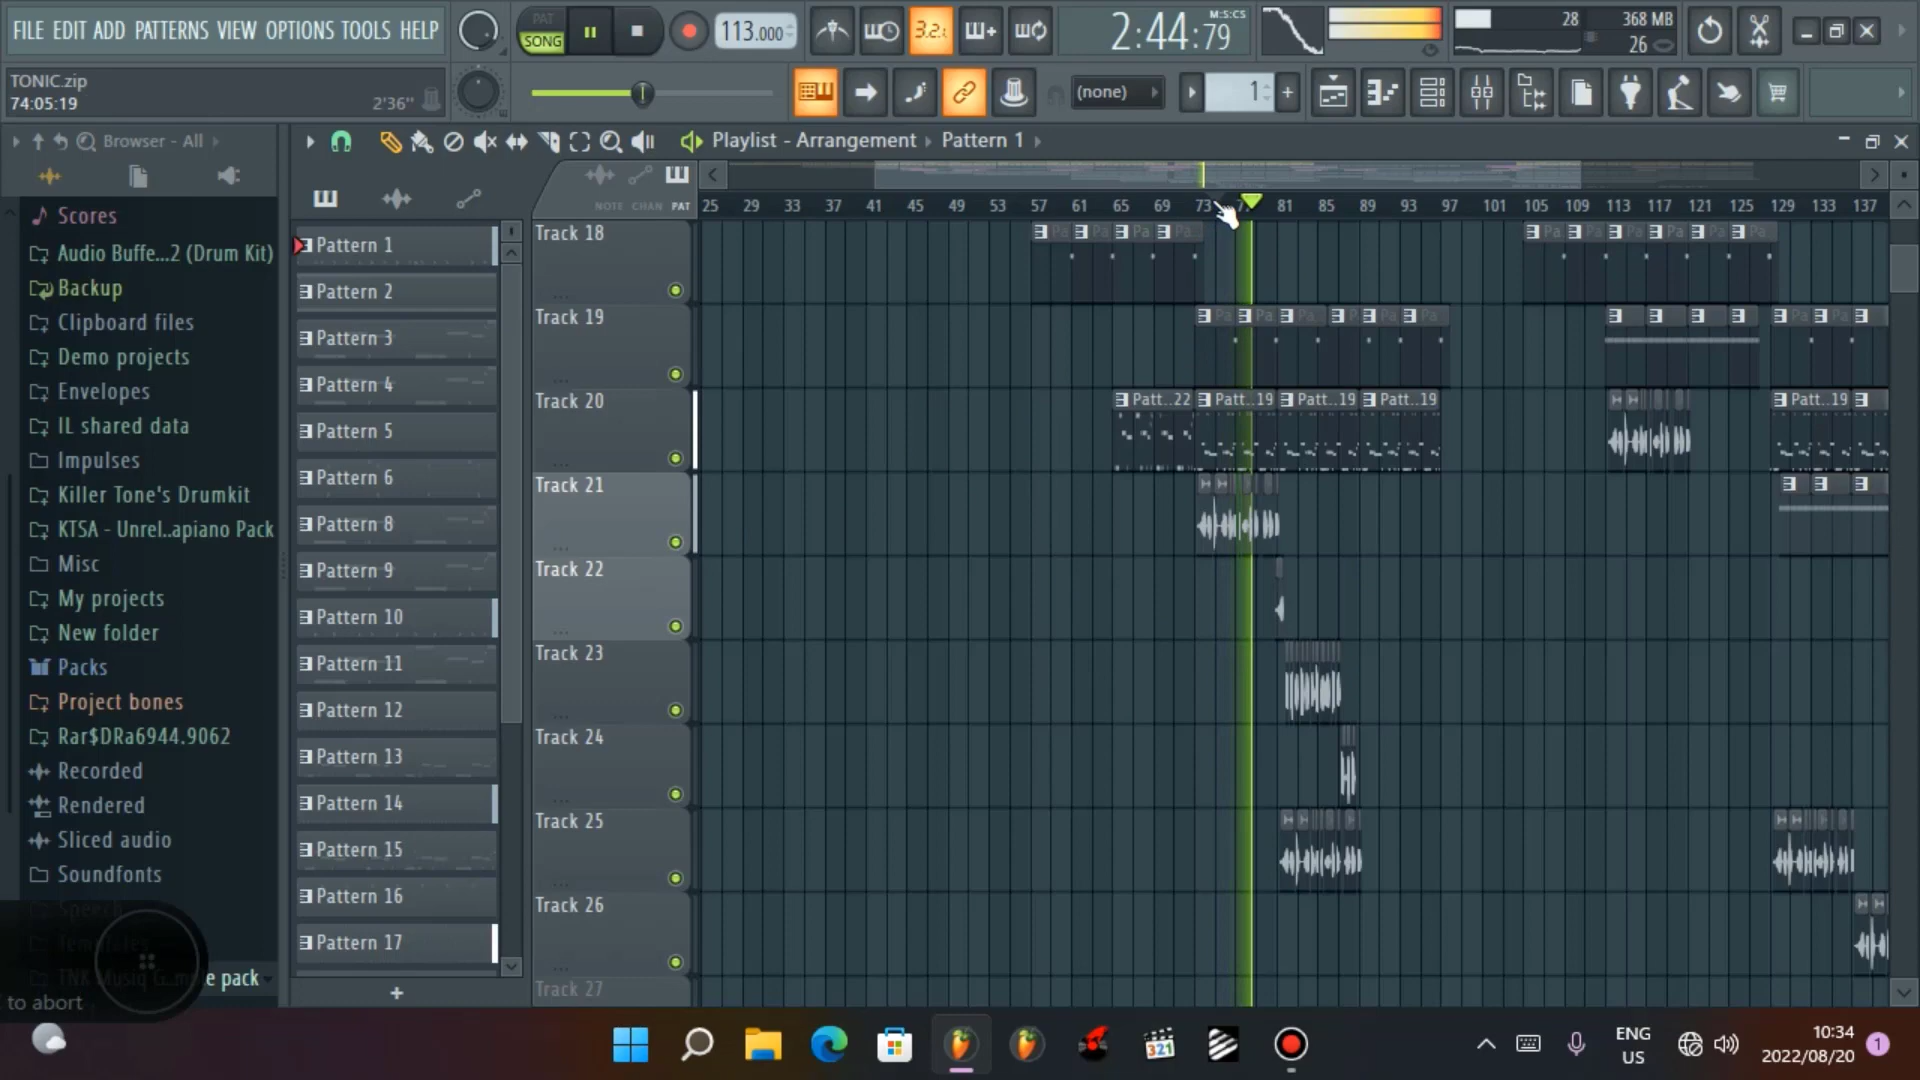 FILE EDIT ADD PATTERNS VIEW OPTIONS TOOLS HELP
PAT
SONG
113.000
3.2.
2:44:79
M:S:CS
28
368 MB
26
TONIC.zip
74:05:19
2'36"
(none)
1
Browser - All
Playlist - Arrangement
Pattern 1
NOTE CHAN PAT
25 29 33 37 41 45 49 53 57 61 65 69 73 81 85 89 93 97 101 105 109 113 117 121 125 129 133 137
Scores
Audio Buffe...2 (Drum Kit)
Backup
Clipboard files
Demo projects
Envelopes
IL shared data
Impulses
Killer Tone's Drumkit
KTSA - Unrel..apiano Pack
Misc
My projects
New folder
Packs
Project bones
Rar$DRa6944.9062
Recorded
Rendered
Sliced audio
Soundfonts
Speech
Templates
e pack
to abort
Pattern 1
Pattern 2
Pattern 3
Pattern 4
Pattern 5
Pattern 6
Pattern 8
Pattern 9
Pattern 10
Pattern 11
Pattern 12
Pattern 13
Pattern 14
Pattern 15
Pattern 16
Pattern 17
+
Track 18
Track 19
Track 20
Patt..22 Patt..19 Patt..19 Patt..19 Patt..19
Track 21
Track 22
Track 23
Track 24
Track 25
Track 26
Track 27
321
ENG
US
10:34
2022/08/20
1